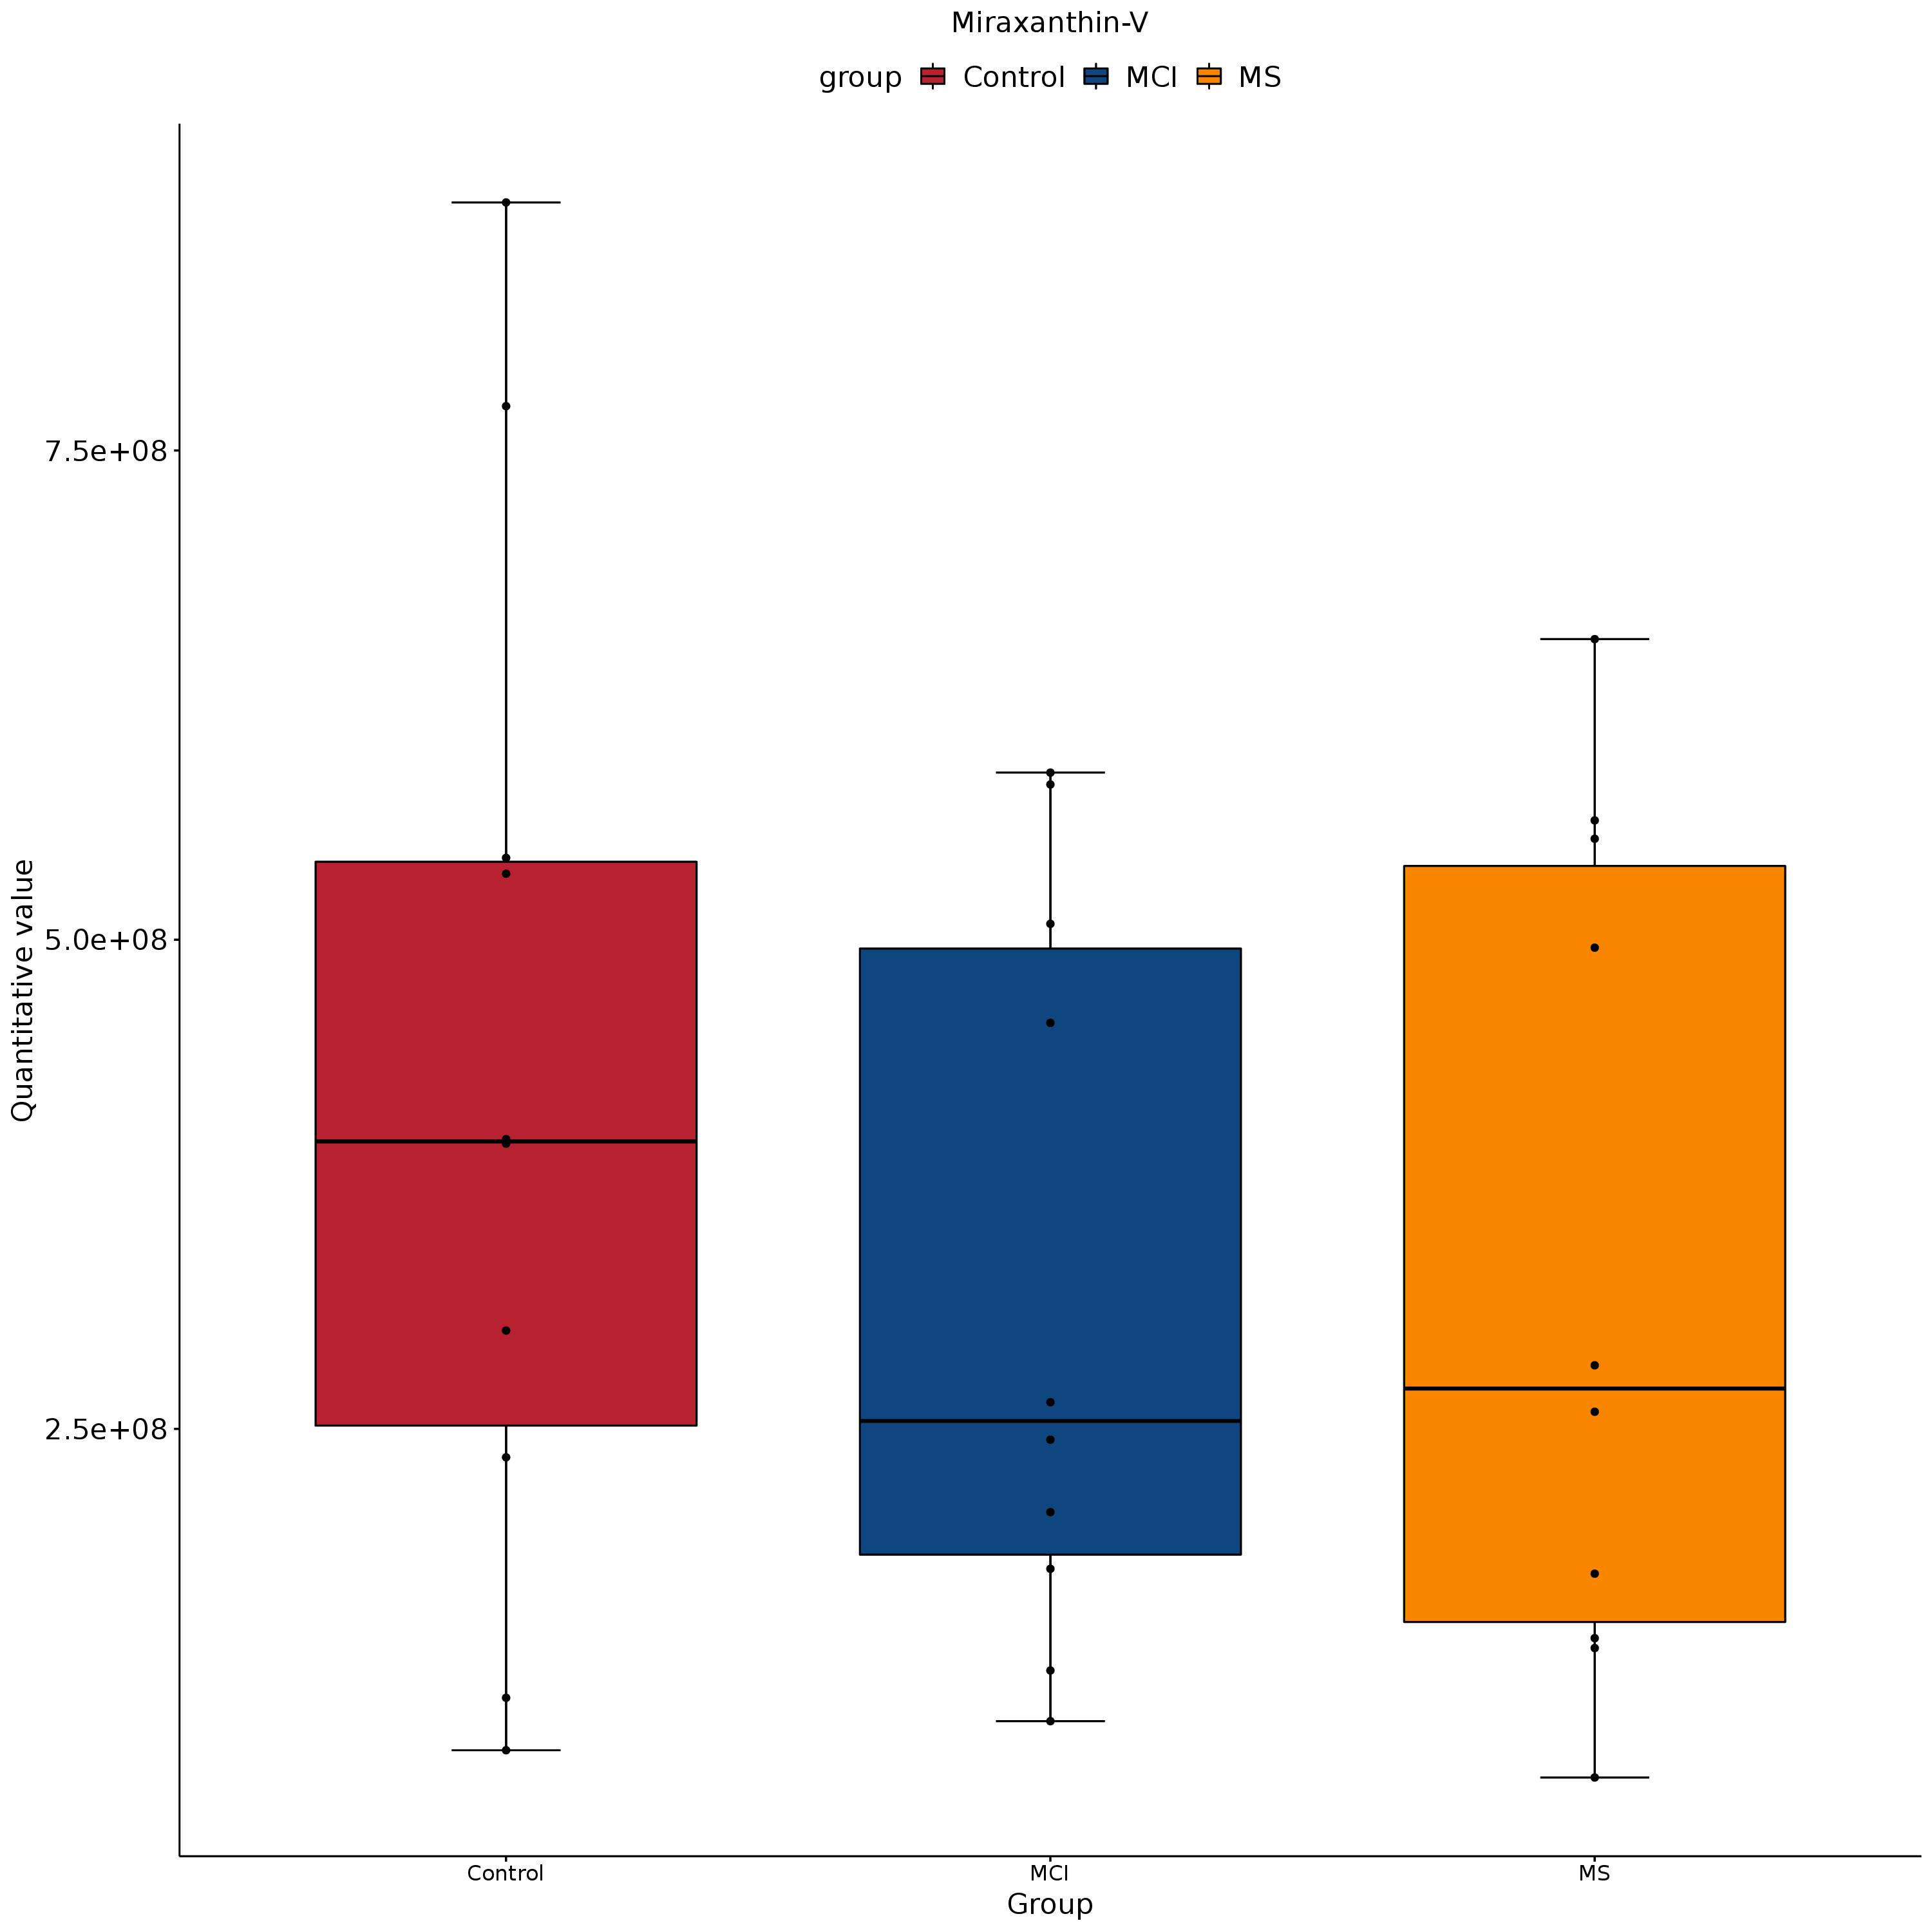 Miraxanthin-V
group Control MCI MS
Quantitative value
7.5e+08
5.0e+08
2.5e+08
Control MCI MS
Group